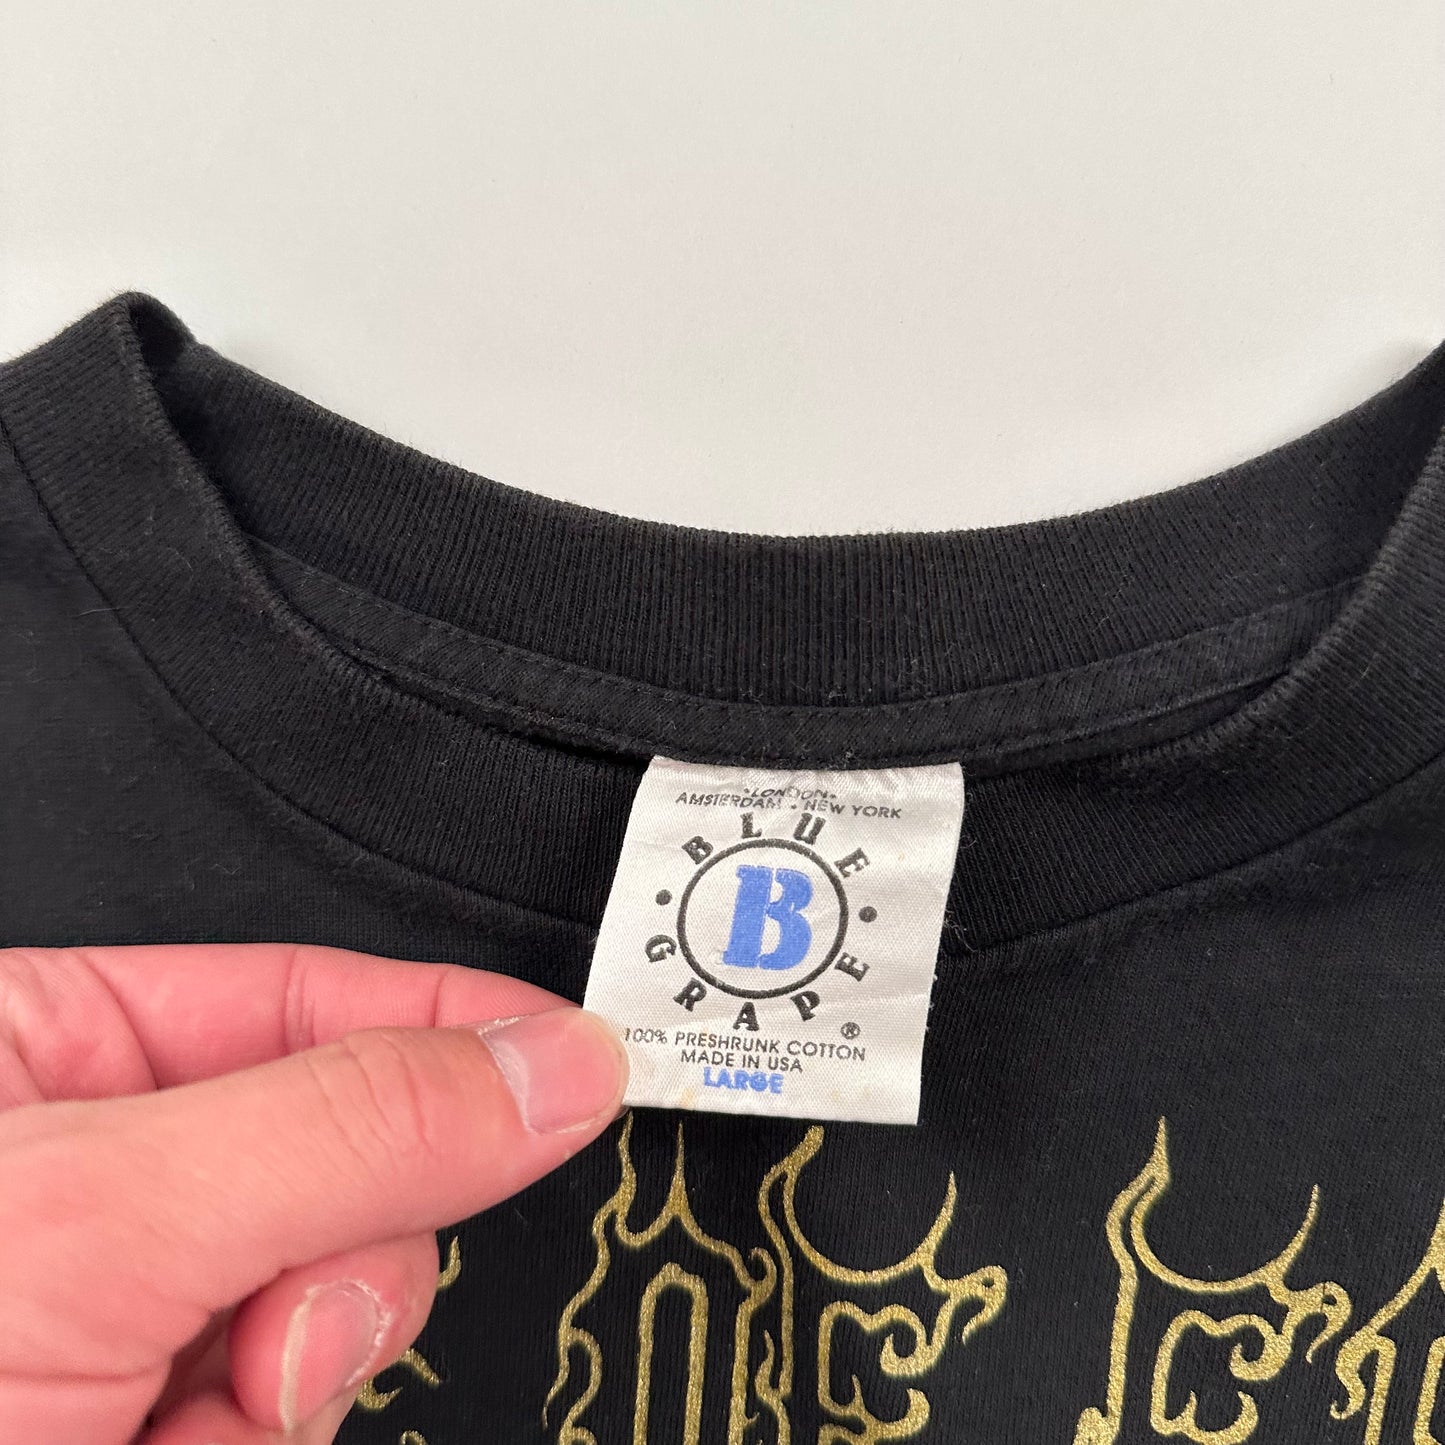 •LONDON•
AMSTERDAM • NEW YORK
• BLUE •
B
GRAPE ®
100% PRESHRUNK COTTON
MADE IN USA
LARGE